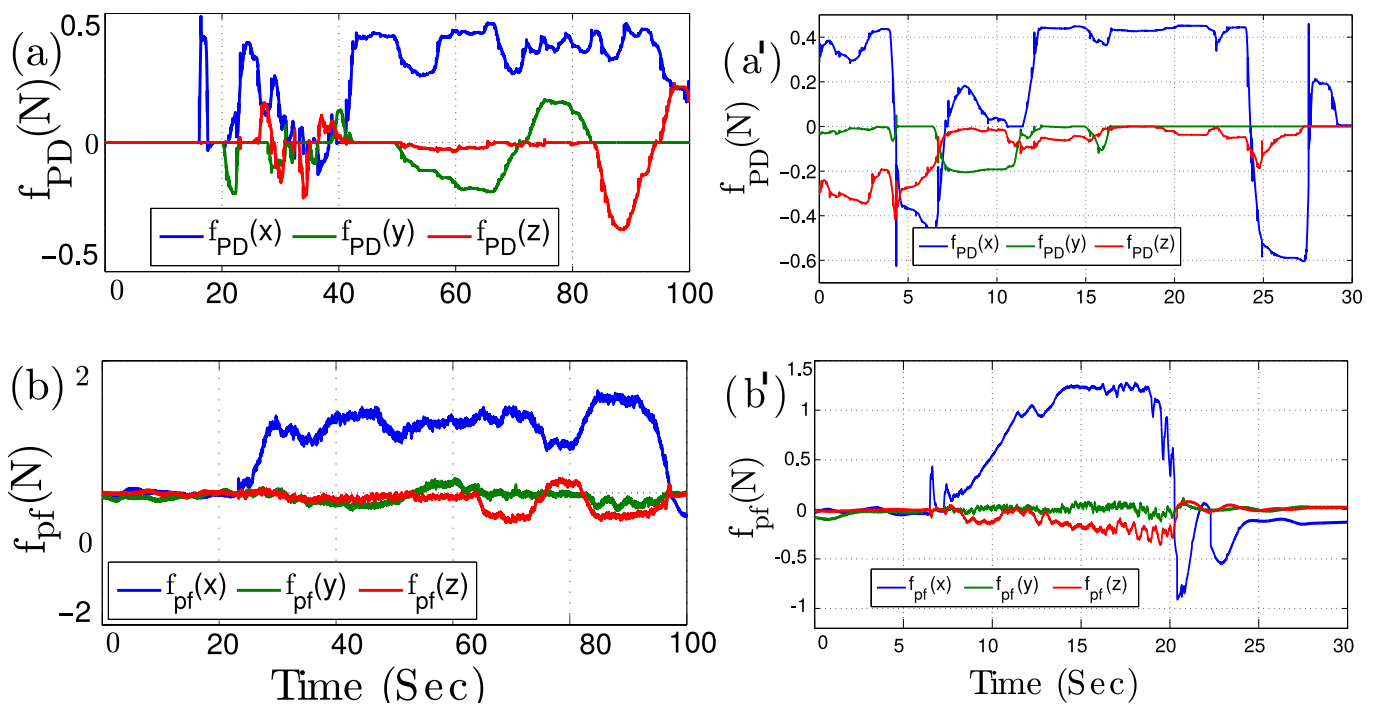 (a)
f_PD(N)
0.5
0
−0.5
f_PD(x) f_PD(y) f_PD(z)
0 20 40 60 80 100
(a')
f_PD(N)
0.4
0.2
0
−0.2
−0.4
−0.6
f_PD(x) f_PD(y) f_PD(z)
0 5 10 15 20 25 30
(b)
f_pf(N)
2
0
−2
f_pf(x) f_pf(y) f_pf(z)
0 20 40 60 80 100
Time (Sec)
(b')
f_pf(N)
1.5
1
0.5
0
-0.5
-1
f_pf(x) f_pf(y) f_pf(z)
0 5 10 15 20 25 30
Time (Sec)